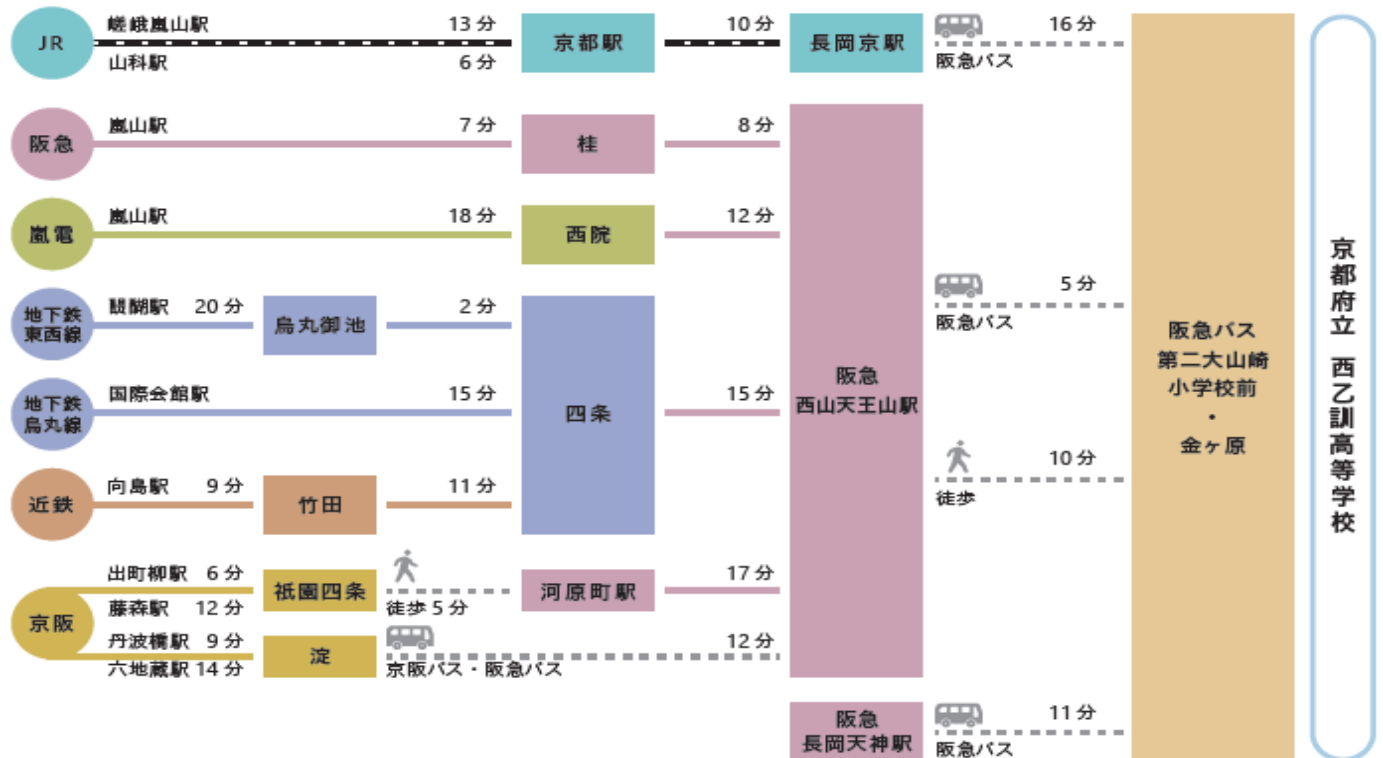 JR
嵯峨嵐山駅 13分
山科駅 6分
京都駅
10分
長岡京駅
16分
阪急バス
阪急
嵐山駅 7分
桂
8分
嵐電
嵐山駅 18分
西院
12分
地下鉄
東西線
醍醐駅 20分
烏丸御池
2分
地下鉄
烏丸線
国際会館駅 15分
四条
15分
近鉄
向島駅 9分
竹田
11分
京阪
出町柳駅 6分
藤森駅 12分
祇園四条
徒歩5分
河原町駅
17分
丹波橋駅 9分
六地蔵駅 14分
淀
京阪バス・阪急バス
12分
阪急
西山天王山駅
5分
阪急バス
10分
徒歩
阪急
長岡天神駅
11分
阪急バス
阪急バス
第二大山崎
小学校前
・
金ヶ原
京都府立 西乙訓高等学校